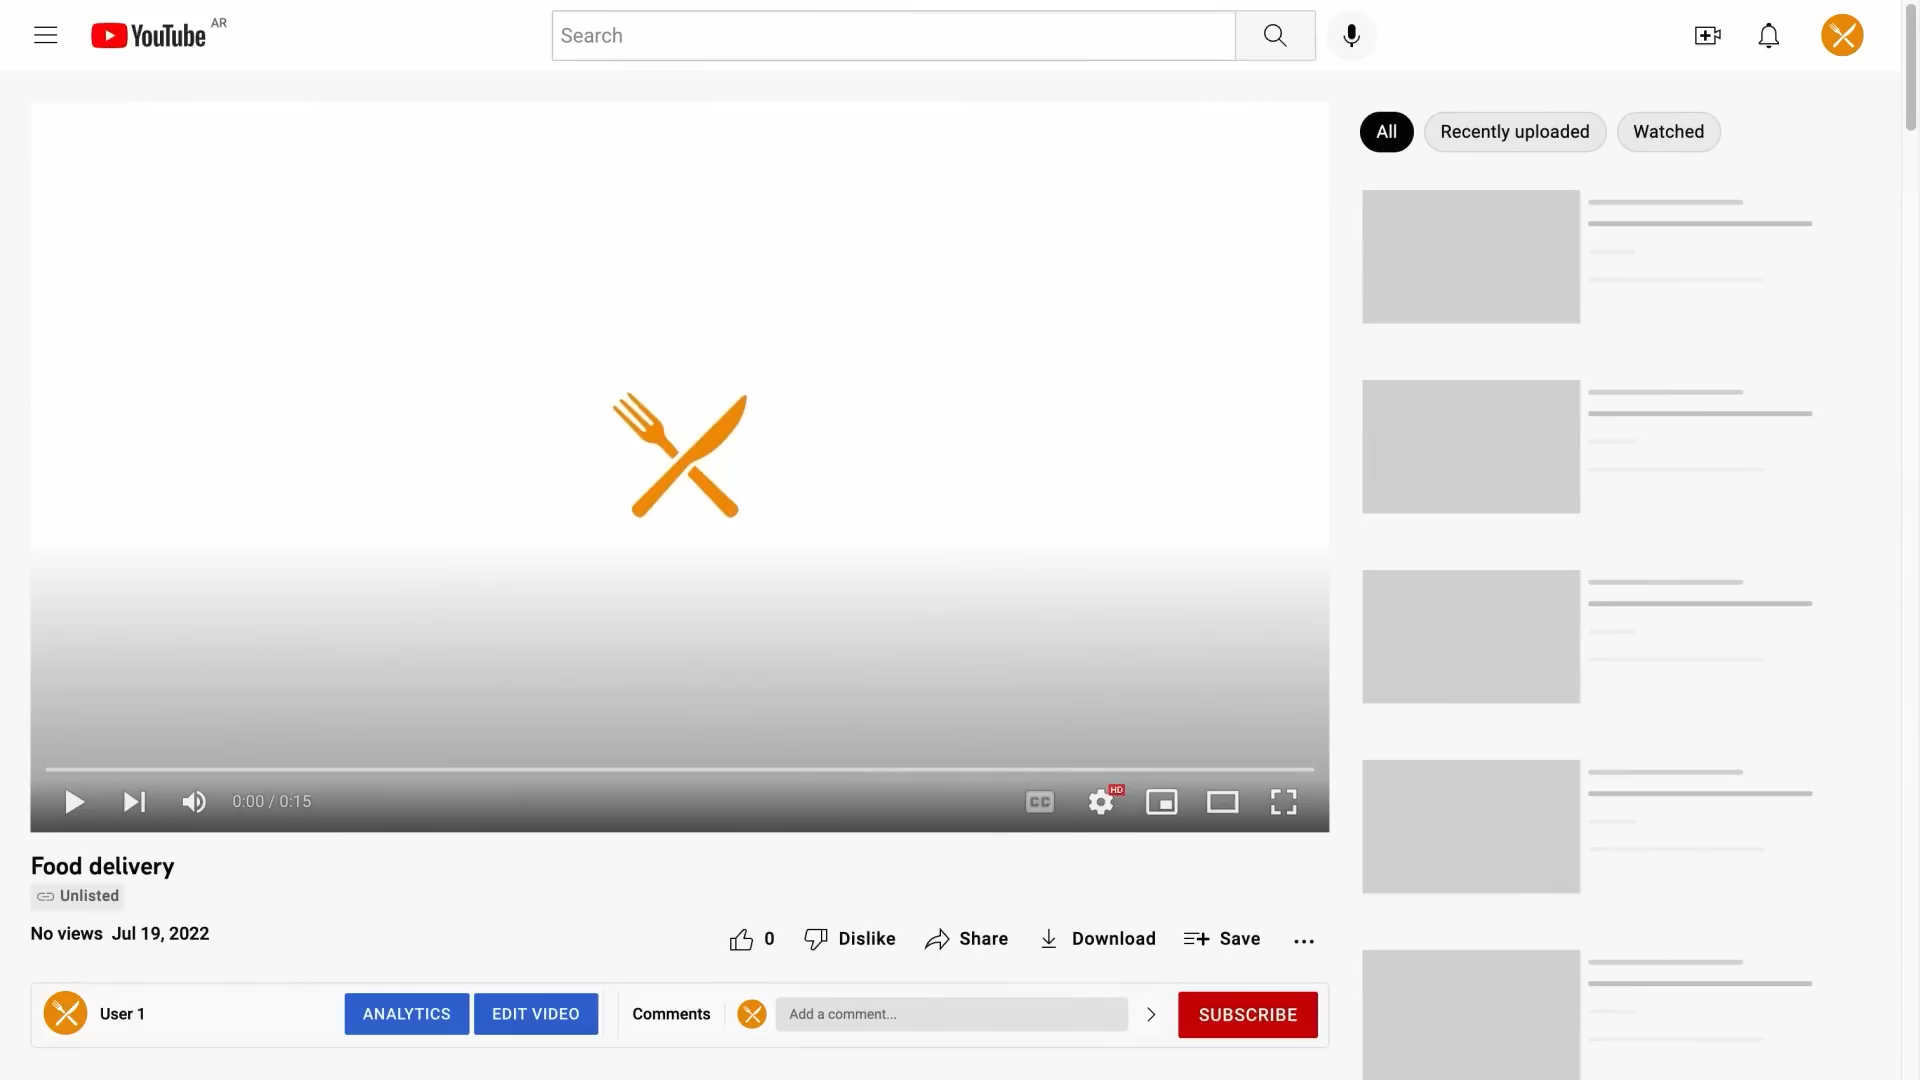 YouTube AR
Search
All
Recently uploaded
Watched
0:00 / 0:15
CC
HD
Food delivery
Unlisted
No views Jul 19, 2022
0
Dislike
Share
Download
Save
User 1
ANALYTICS
EDIT VIDEO
Comments
Add a comment...
SUBSCRIBE